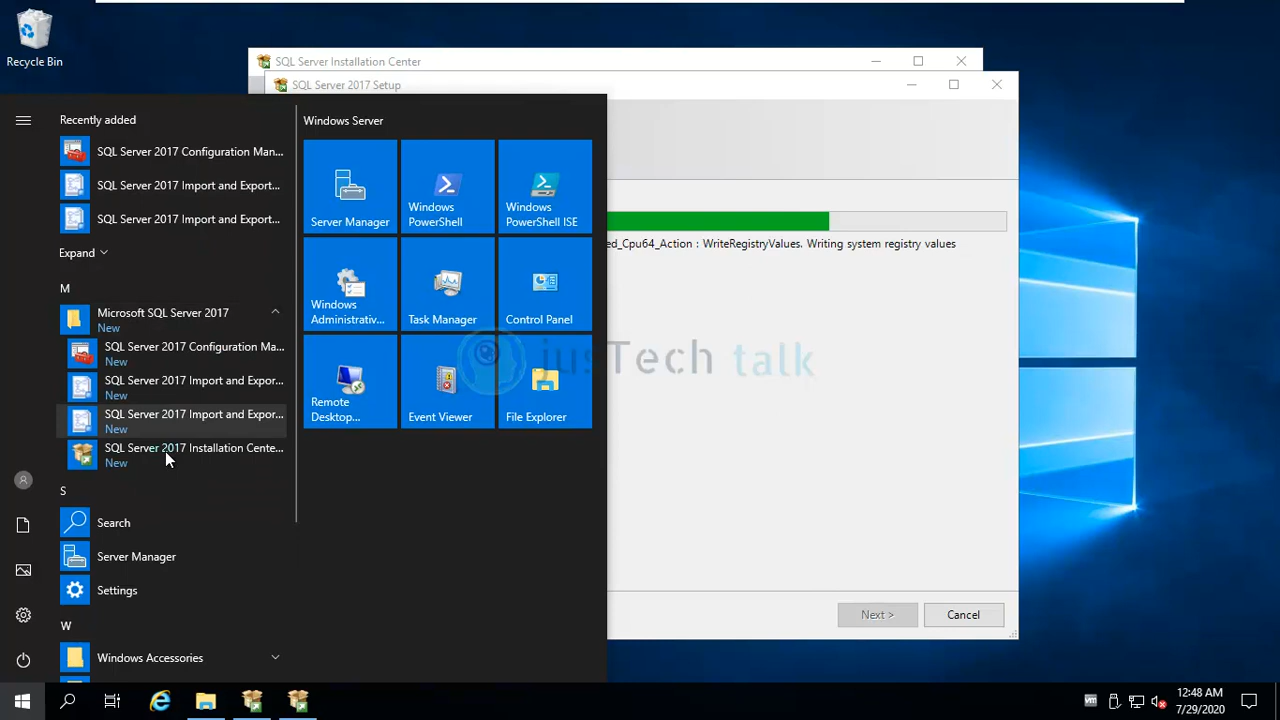 Recycle Bin
SQL Server Installation Center
SQL Server 2017 Setup
Recently added
SQL Server 2017 Configuration Man...
SQL Server 2017 Import and Export...
SQL Server 2017 Import and Export...
Expand
M
Microsoft SQL Server 2017
New
SQL Server 2017 Configuration Ma...
New
SQL Server 2017 Import and Expor...
New
SQL Server 2017 Import and Expor...
New
SQL Server 2017 Installation Cente...
New
S
Search
Server Manager
Settings
W
Windows Accessories
Windows Server
Server Manager
Windows
PowerShell
Windows
PowerShell ISE
Windows
Administrativ...
Task Manager
Control Panel
Remote
Desktop...
Event Viewer
File Explorer
ed_Cpu64_Action : WriteRegistryValues. Writing system registry values
jusTech talk
Next >
Cancel
vm
12:48 AM
7/29/2020